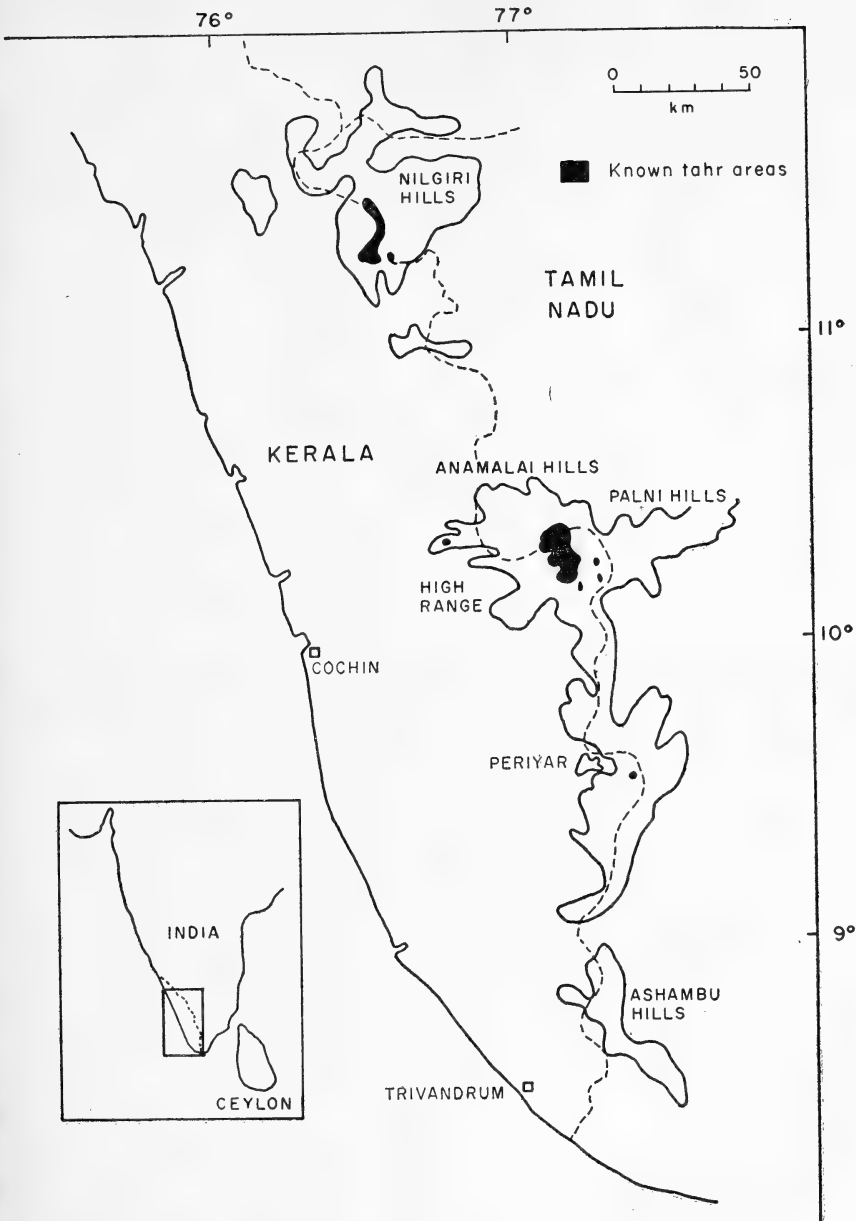 76°
77°
0 50
km
Known tahr areas
NILGIRI
HILLS
TAMIL
NADU
11°
KERALA
ANAMALAI HILLS
PALNI HILLS
HIGH
RANGE
10°
COCHIN
PERIYAR
INDIA
9°
ASHAMBU
HILLS
TRIVANDRUM
CEYLON